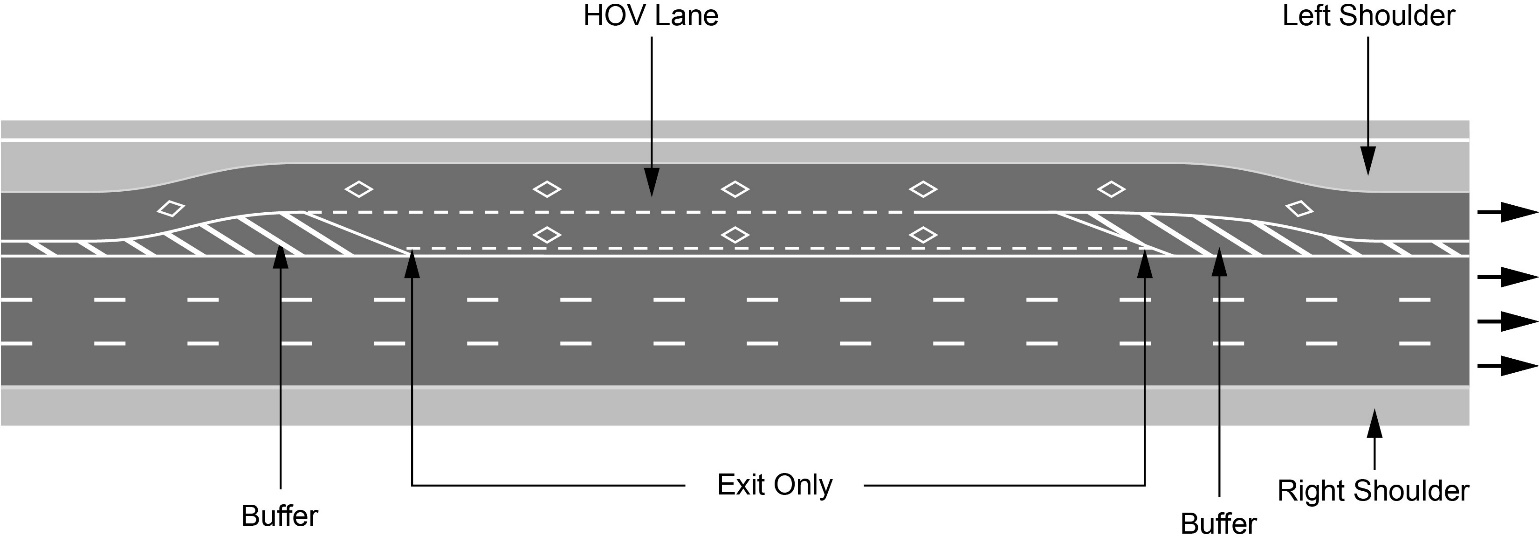 HOV Lane
Left Shoulder
Exit Only
Right Shoulder
Buffer
Buffer